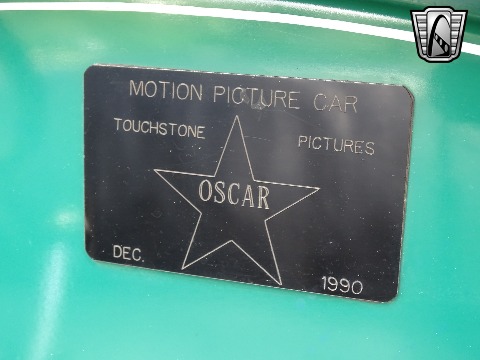 MOTION PICTURE CAR
TOUCHSTONE PICTURES
OSCAR
DEC. 1990